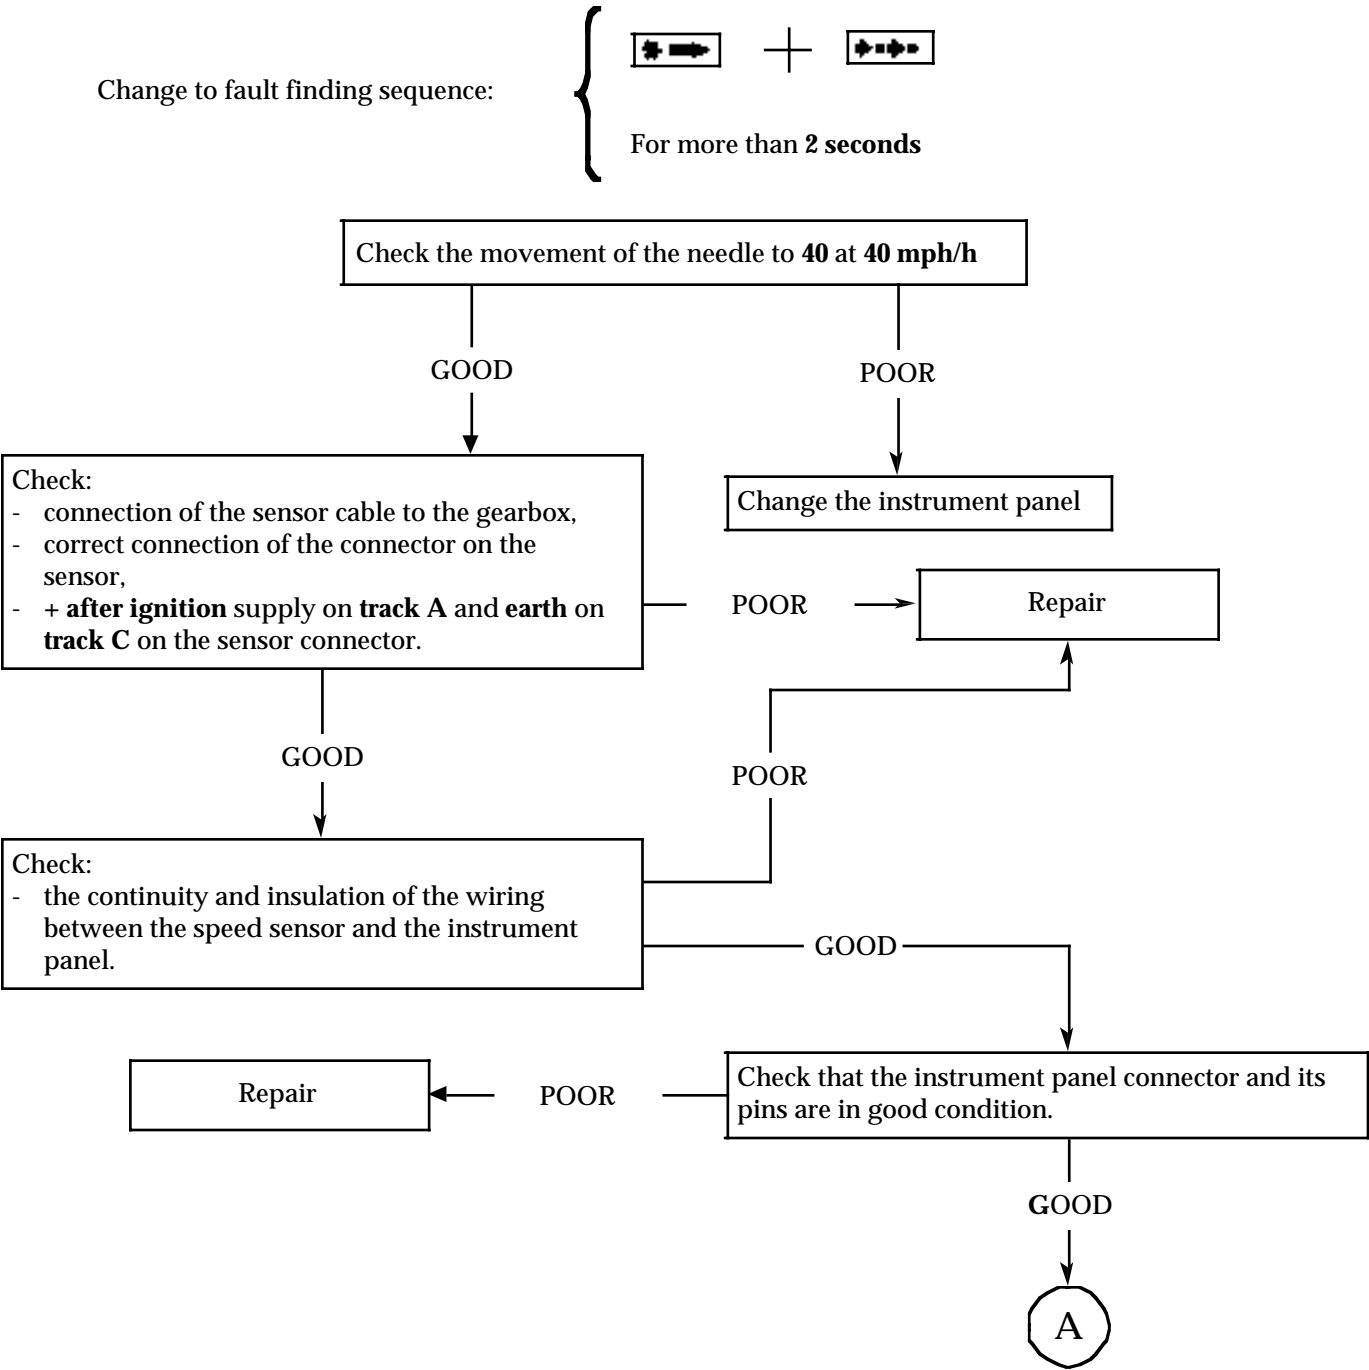 Change to fault finding sequence:
For more than 2 seconds
Check the movement of the needle to 40 at 40 mph/h
GOOD
POOR
Check:
- connection of the sensor cable to the gearbox,
- correct connection of the connector on the
sensor,
- + after ignition supply on track A and earth on
track C on the sensor connector.
Change the instrument panel
POOR
Repair
GOOD
POOR
Check:
- the continuity and insulation of the wiring
between the speed sensor and the instrument
panel.
GOOD
Repair
POOR
Check that the instrument panel connector and its
pins are in good condition.
GOOD
A